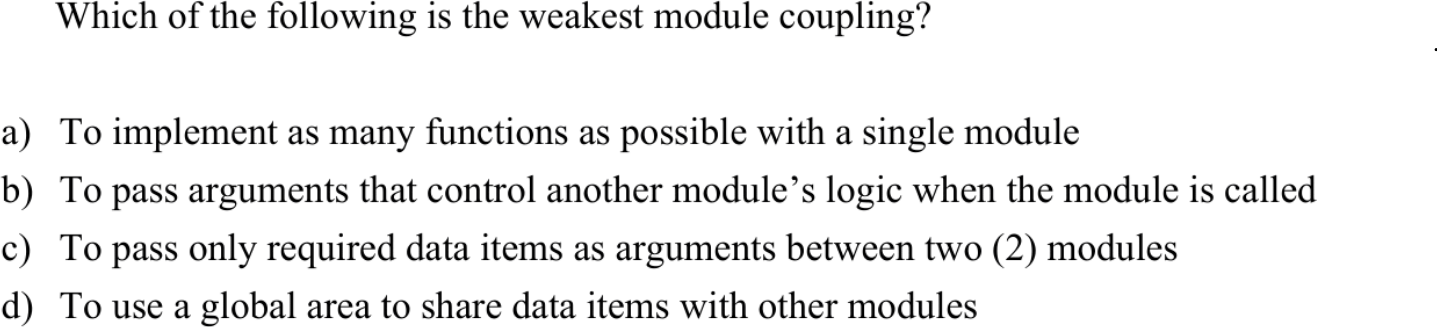 Which of the following is the weakest module coupling?
a) To implement as many functions as possible with a single module
b) To pass arguments that control another module’s logic when the module is called
c) To pass only required data items as arguments between two (2) modules
d) To use a global area to share data items with other modules